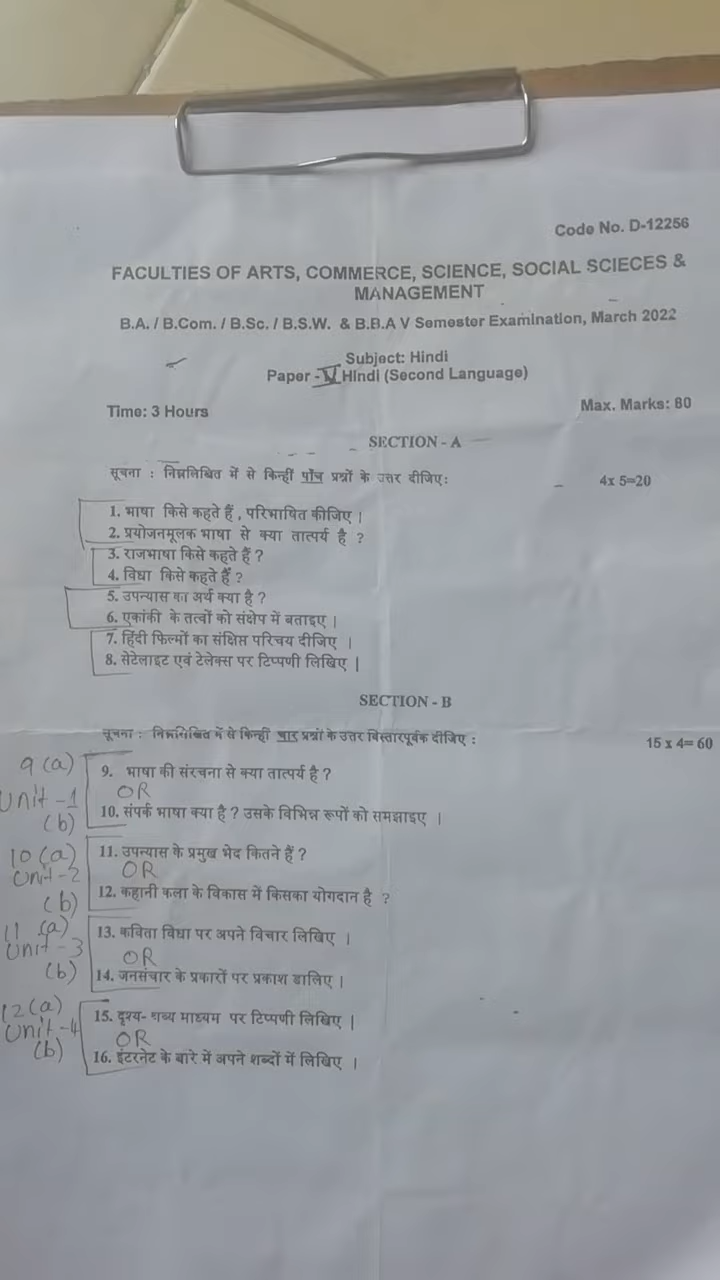 Code No. D-12256
FACULTIES OF ARTS, COMMERCE, SCIENCE, SOCIAL SCIECES &
MANAGEMENT
B.A. / B.Com. / B.Sc. / B.S.W. & B.B.A V Semester Examination, March 2022
Subject: Hindi
Paper - V Hindi (Second Language)
Time: 3 Hours
Max. Marks: 80
SECTION - A
सूचना : निम्नलिखित में से किन्हीं पाँच प्रश्नों के उत्तर दीजिए:
4x 5=20
1. भाषा किसे कहते हैं , परिभाषित कीजिए |
2. प्रयोजनमूलक भाषा से क्या तात्पर्य है ?
3. राजभाषा किसे कहते हैं ?
4. विधा किसे कहते हैं ?
5. उपन्यास का अर्थ क्या है ?
6. एकांकी के तत्वों को संक्षेप में बताइए |
7. हिंदी फिल्मों का संक्षिप्त परिचय दीजिए |
8. सेटेलाइट एवं टेलेक्स पर टिप्पणी लिखिए |
SECTION - B
सूचना : निम्नलिखित में से किन्हीं चार प्रश्नों के उत्तर विस्तारपूर्वक दीजिए :
15 x 4= 60
9 (a)
9. भाषा की संरचना से क्या तात्पर्य है ?
Unit - 1
OR
(b)
10. संपर्क भाषा क्या है ? उसके विभिन्न रूपों को समझाइए |
10 (a)
11. उपन्यास के प्रमुख भेद कितने हैं ?
Unit - 2
OR
(b)
12. कहानी कला के विकास में किसका योगदान है ?
11 (a)
13. कविता विधा पर अपने विचार लिखिए |
Unit - 3
OR
(b)
14. जनसंचार के प्रकारों पर प्रकाश डालिए |
12 (a)
15. दृश्य- श्रव्य माध्यम पर टिप्पणी लिखिए |
Unit - 4
OR
(b)
16. इंटरनेट के बारे में अपने शब्दों में लिखिए |